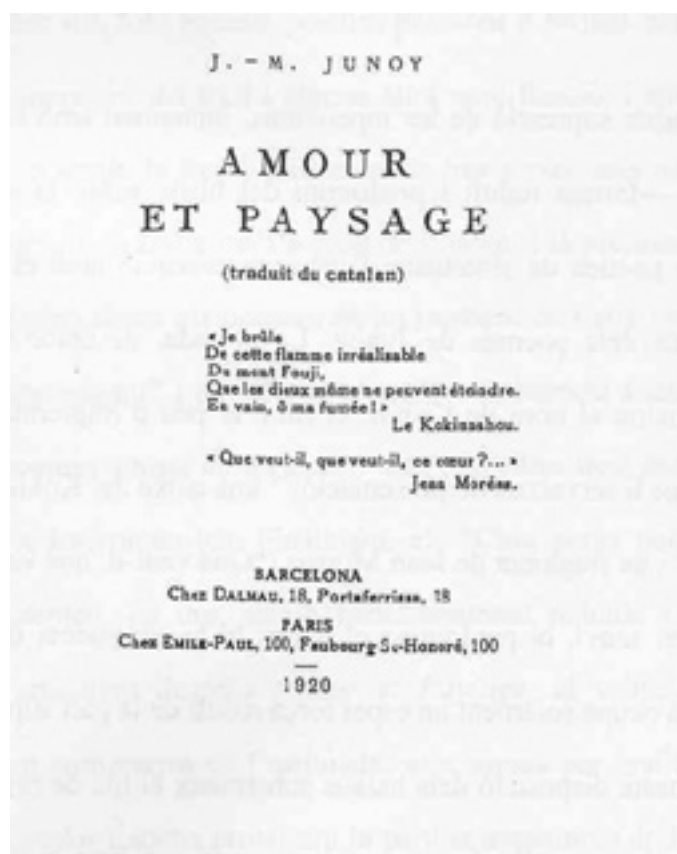 J. - M. JUNOY
AMOUR
ET PAYSAGE
(traduit du catalan)
« Je brûle
De cette flamme irréalisable
Du mont Fouji,
Que les dieux même ne peuvent éteindre.
En vain, ô ma fumée ! »
Le Kokinshou.
« Que veut-il, que veut-il, ce cœur ?... »
Jean Moréas.
BARCELONA
Chez DALMAU, 18, Portaferrissa, 18
PARIS
Chez EMILE-PAUL, 100, Faubourg St-Honoré, 100
1920